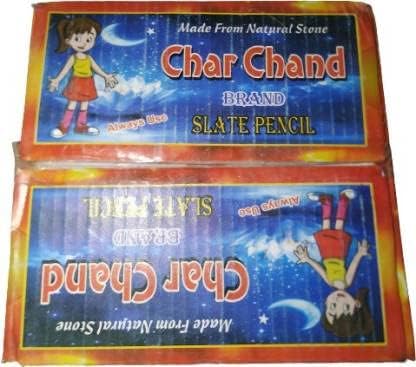 Made From Natural Stone
Char Chand
BRAND
Always Use
SLATE PENCIL
Made From Natural Stone
Char Chand
BRAND
Always Use
SLATE PENCIL